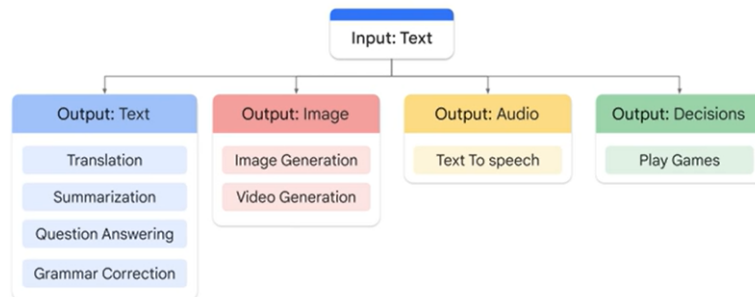 Input: Text
Output: Text
Translation
Summarization
Question Answering
Grammar Correction
Output: Image
Image Generation
Video Generation
Output: Audio
Text To speech
Output: Decisions
Play Games